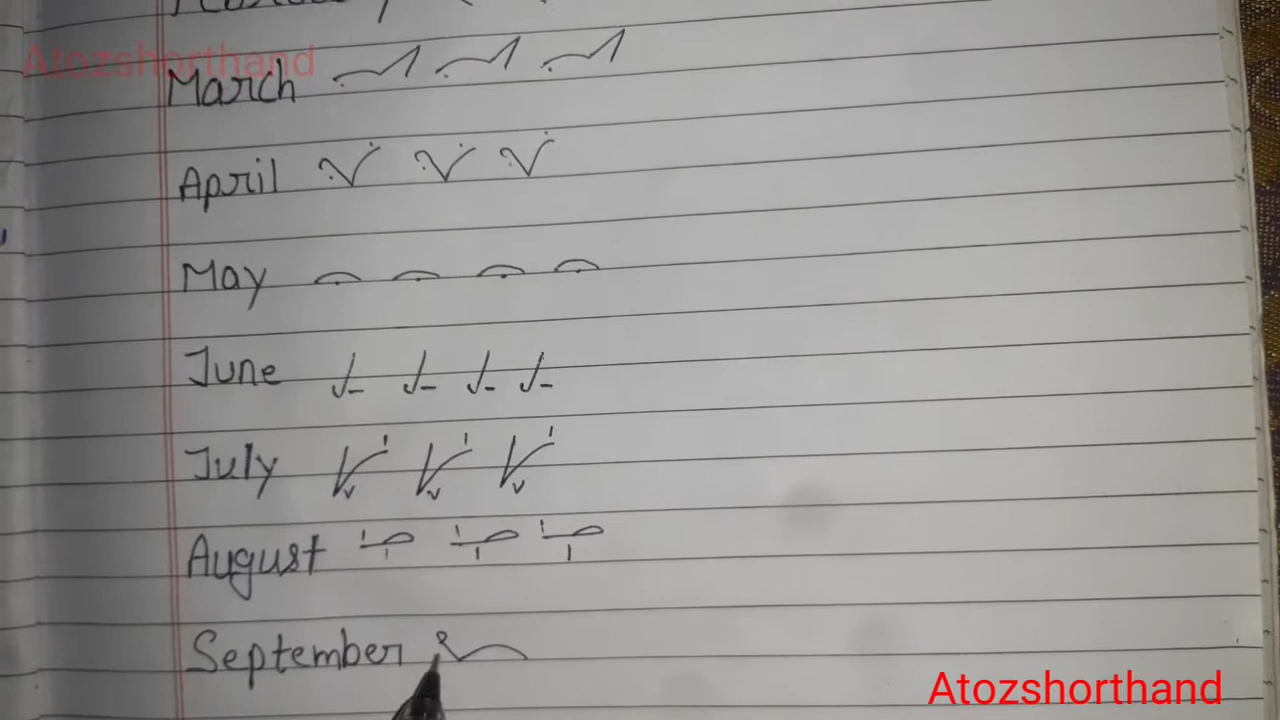 Atozshorthand
March
April
May
June
July
August
September
Atozshorthand